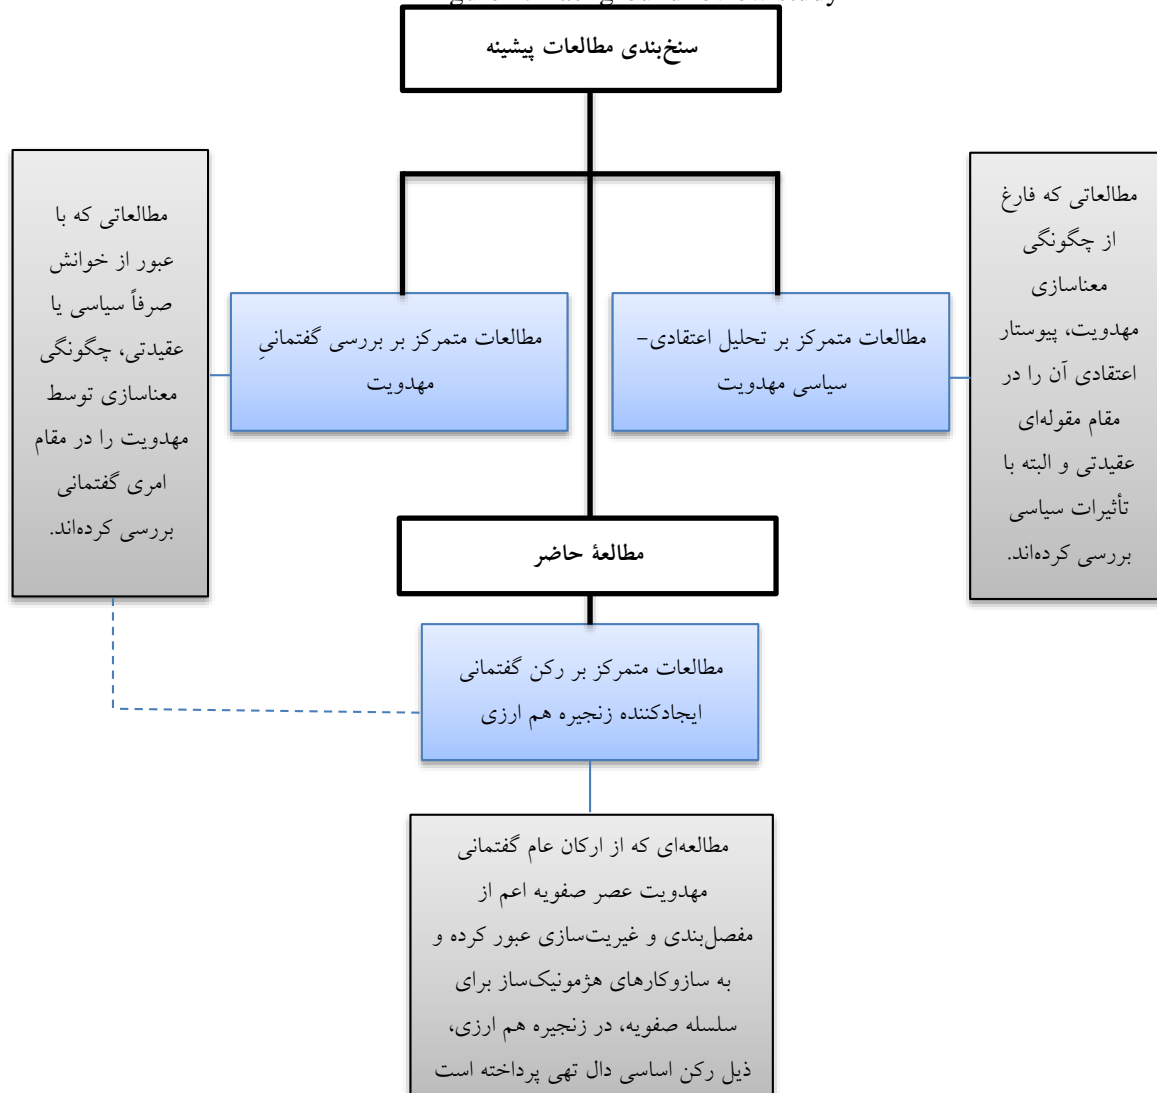 سنخ‌بندی مطالعات پیشینه
مطالعاتی که فارغ
از چگونگی
معناسازی
مهدویت، پیوستار
اعتقادی آن را در
مقام مقوله‌ای
عقیدتی و البته با
تأثیرات سیاسی
بررسی کرده‌اند.
مطالعات متمرکز بر تحلیل اعتقادی-
سیاسی مهدویت
مطالعات متمرکز بر بررسی گفتمانیِ
مهدویت
مطالعاتی که با
عبور از خوانش
صرفاً سیاسی یا
عقیدتی، چگونگی
معناسازی توسط
مهدویت را در مقام
امری گفتمانی
بررسی کرده‌اند.
مطالعهٔ حاضر
مطالعات متمرکز بر رکن گفتمانی
ایجادکننده زنجیره هم ارزی
مطالعه‌ای که از ارکان عام گفتمانی
مهدویت عصر صفویه اعم از
مفصل‌بندی و غیریت‌سازی عبور کرده و
به سازوکارهای هژمونیک‌ساز برای
سلسله صفویه، در زنجیره هم ارزی،
ذیل رکن اساسی دال تهی پرداخته است